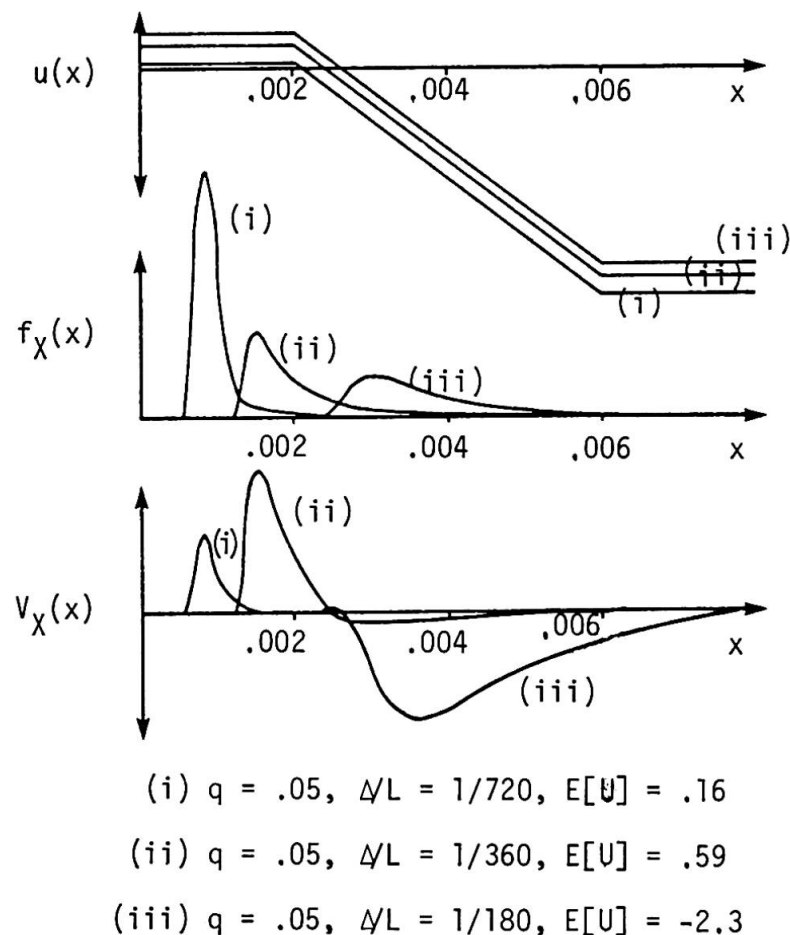 u(x)
.002 .004 .006 x
(iii)
(ii)
(i)
(i)
f_X(x)
(ii)
(iii)
.002 .004 .006 x
(ii)
(i)
V_X(x)
.002 .004 .006 x
(iii)
(i) q = .05, Δ/L = 1/720, E[U] = .16
(ii) q = .05, Δ/L = 1/360, E[U] = .59
(iii) q = .05, Δ/L = 1/180, E[U] = -2.3